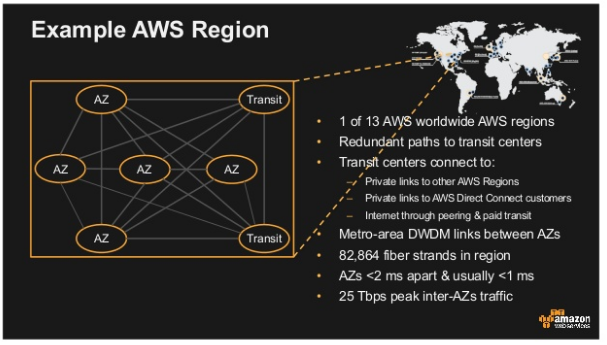 Example AWS Region
AZ
Transit
AZ
AZ
AZ
AZ
Transit
1 of 13 AWS worldwide AWS regions
Redundant paths to transit centers
Transit centers connect to:
Private links to other AWS Regions
Private links to AWS Direct Connect customers
Internet through peering & paid transit
Metro-area DWDM links between AZs
82,864 fiber strands in region
AZs <2 ms apart & usually <1 ms
25 Tbps peak inter-AZs traffic
amazon
web services